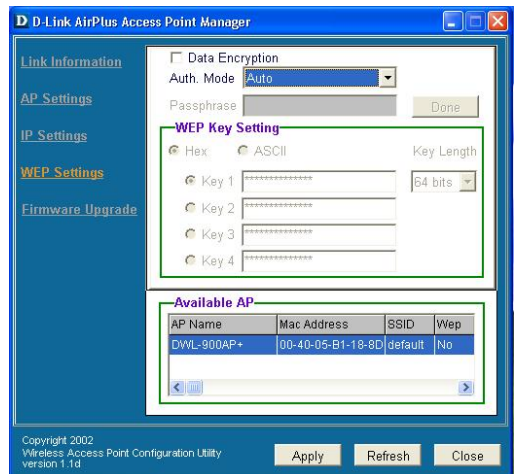 D D-Link AirPlus Access Point Manager
Link Information
AP Settings
IP Settings
WEP Settings
Firmware Upgrade
Data Encryption
Auth. Mode Auto
Passphrase Done
WEP Key Setting
Hex ASCII Key Length
Key 1 ************** 64 bits
Key 2 **************
Key 3 **************
Key 4 **************
Available AP
AP Name Mac Address SSID Wep
DWL-900AP+ 00-40-05-B1-18-8D default No
Copyright 2002
Wireless Access Point Configuration Utility
version 1.1d
Apply Refresh Close